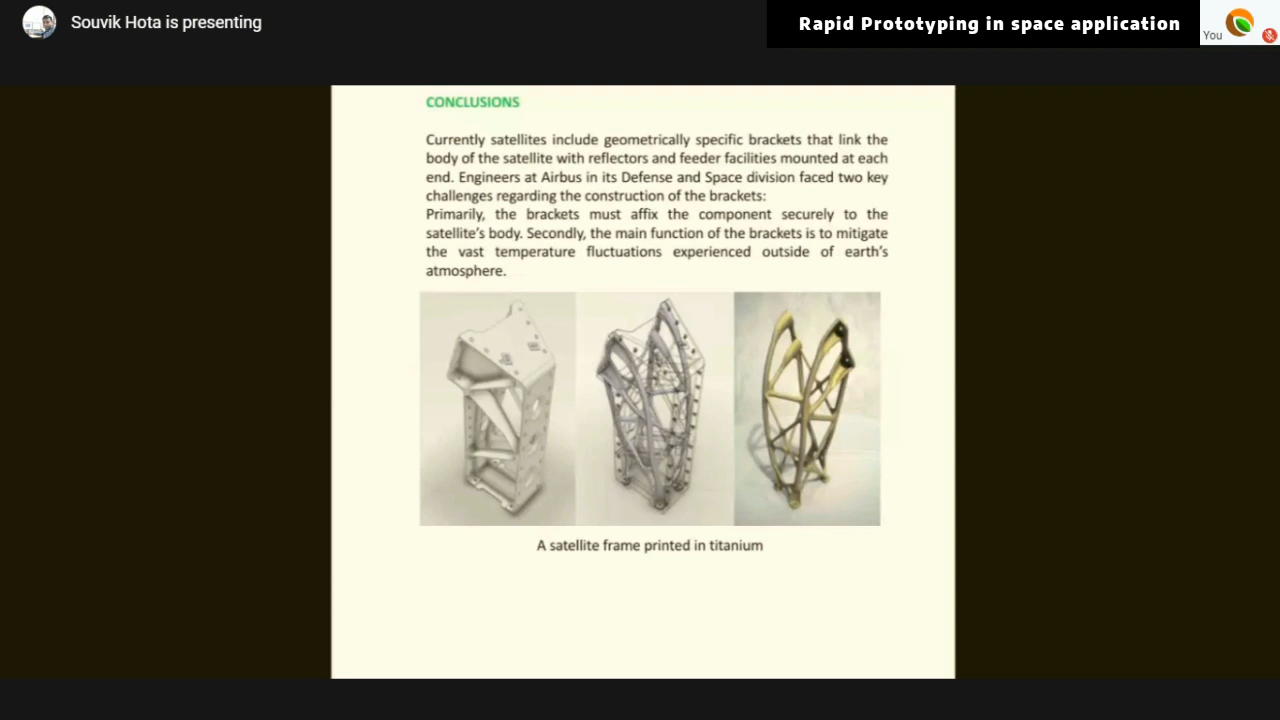 Souvik Hota is presenting
Rapid Prototyping in space application
You
CONCLUSIONS
Currently satellites include geometrically specific brackets that link the
body of the satellite with reflectors and feeder facilities mounted at each
end. Engineers at Airbus in its Defense and Space division faced two key
challenges regarding the construction of the brackets:
Primarily, the brackets must affix the component securely to the
satellite's body. Secondly, the main function of the brackets is to mitigate
the vast temperature fluctuations experienced outside of earth's
atmosphere.
A satellite frame printed in titanium